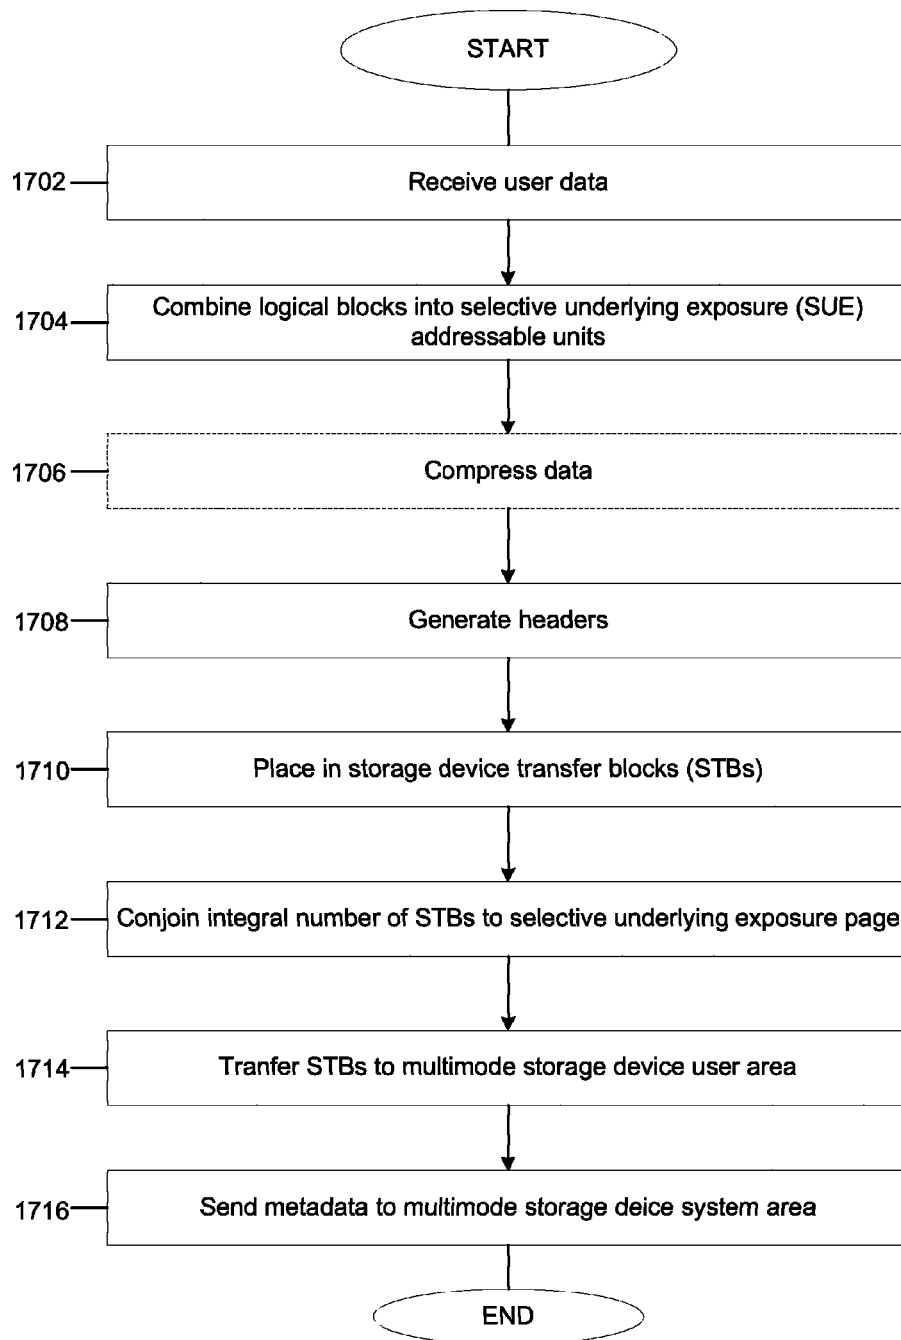 START
1702
Receive user data
1704
Combine logical blocks into selective underlying exposure (SUE)
addressable units
1706
Compress data
1708
Generate headers
1710
Place in storage device transfer blocks (STBs)
1712
Conjoin integral number of STBs to selective underlying exposure page
1714
Tranfer STBs to multimode storage device user area
1716
Send metadata to multimode storage deice system area
END